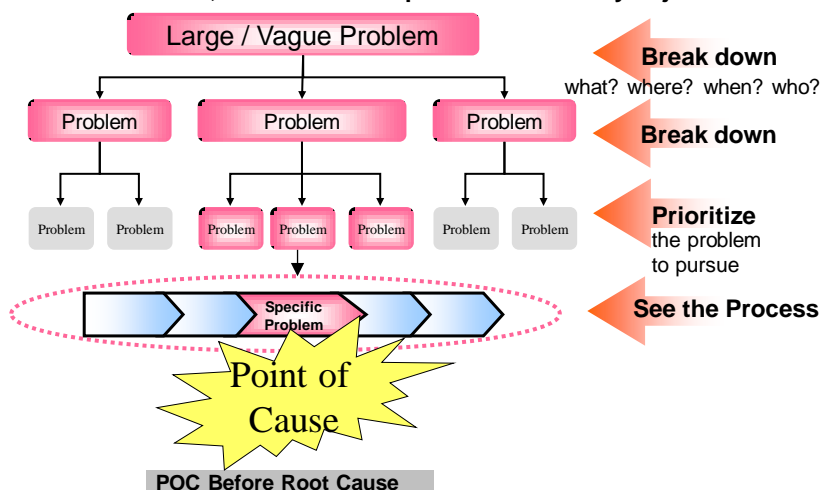 Large / Vague Problem
Break down
what? where? when? who?
Problem Problem Problem
Break down
Problem Problem Problem Problem Problem Problem Problem
Prioritize
the problem
to pursue
See the Process
Specific
Problem
Point of
Cause
POC Before Root Cause